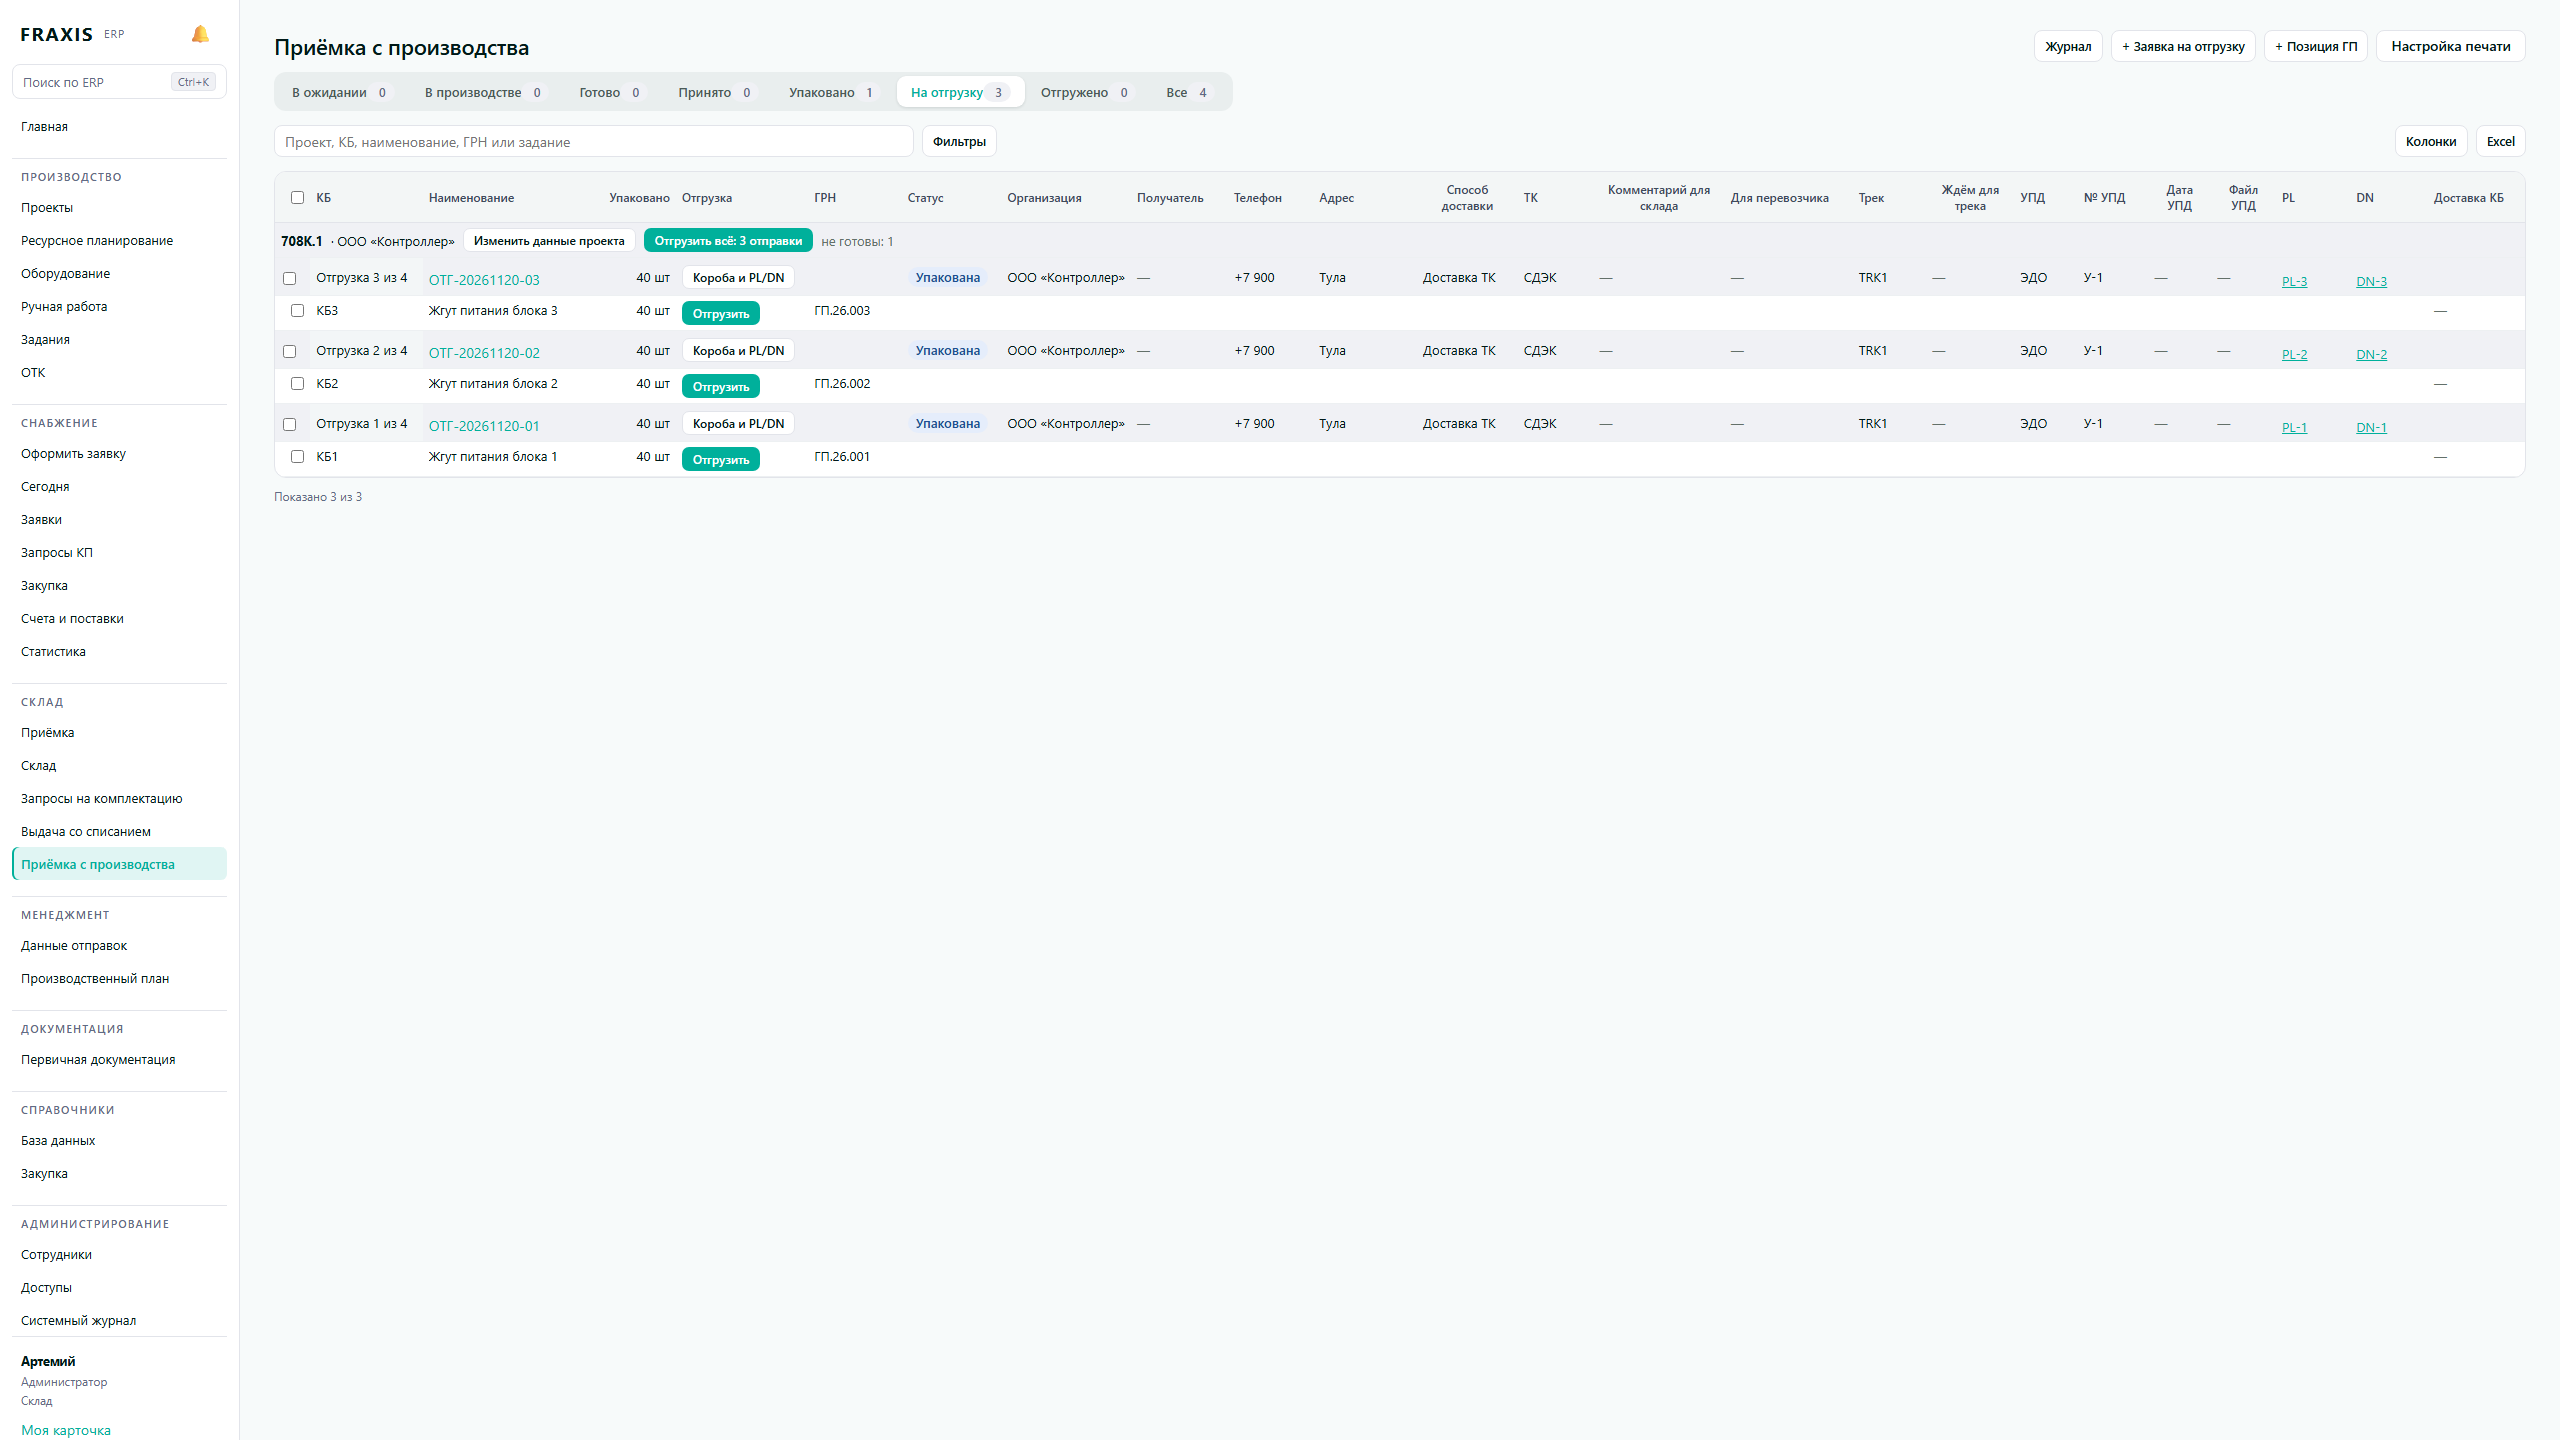 FRAXIS ERP
Поиск по ERP Ctrl+K
Главная
ПРОИЗВОДСТВО
Проекты
Ресурсное планирование
Оборудование
Ручная работа
Задания
ОТК
СНАБЖЕНИЕ
Оформить заявку
Сегодня
Заявки
Запросы КП
Закупка
Счета и поставки
Статистика
СКЛАД
Приёмка
Склад
Запросы на комплектацию
Выдача со списанием
Приёмка с производства
МЕНЕДЖМЕНТ
Данные отправок
Производственный план
ДОКУМЕНТАЦИЯ
Первичная документация
СПРАВОЧНИКИ
База данных
Закупка
АДМИНИСТРИРОВАНИЕ
Сотрудники
Доступы
Системный журнал
Артемий
Администратор
Склад
Моя карточка
Приёмка с производства
Журнал + Заявка на отгрузку + Позиция ГП Настройка печати
В ожидании 0 В производстве 0 Готово 0 Принято 0 Упаковано 1 На отгрузку 3 Отгружено 0 Все 4
Проект, КБ, наименование, ГРН или задание Фильтры Колонки Excel
КБ Наименование Упаковано Отгрузка ГРН Статус Организация Получатель Телефон Адрес Способ доставки ТК Комментарий для склада Для перевозчика Трек Ждём для трека УПД № УПД Дата УПД Файл УПД PL DN Доставка КБ
708К.1 · ООО «Контроллер» Изменить данные проекта Отгрузить всё: 3 отправки не готовы: 1
Отгрузка 3 из 4 ОТГ-20261120-03 40 шт Короба и PL/DN Упакована ООО «Контроллер» — +7 900 Тула Доставка ТК СДЭК — — TRK1 — ЭДО У-1 — — PL-3 DN-3
КБ3 Жгут питания блока 3 40 шт Отгрузить ГП.26.003 —
Отгрузка 2 из 4 ОТГ-20261120-02 40 шт Короба и PL/DN Упакована ООО «Контроллер» — +7 900 Тула Доставка ТК СДЭК — — TRK1 — ЭДО У-1 — — PL-2 DN-2
КБ2 Жгут питания блока 2 40 шт Отгрузить ГП.26.002 —
Отгрузка 1 из 4 ОТГ-20261120-01 40 шт Короба и PL/DN Упакована ООО «Контроллер» — +7 900 Тула Доставка ТК СДЭК — — TRK1 — ЭДО У-1 — — PL-1 DN-1
КБ1 Жгут питания блока 1 40 шт Отгрузить ГП.26.001 —
Показано 3 из 3